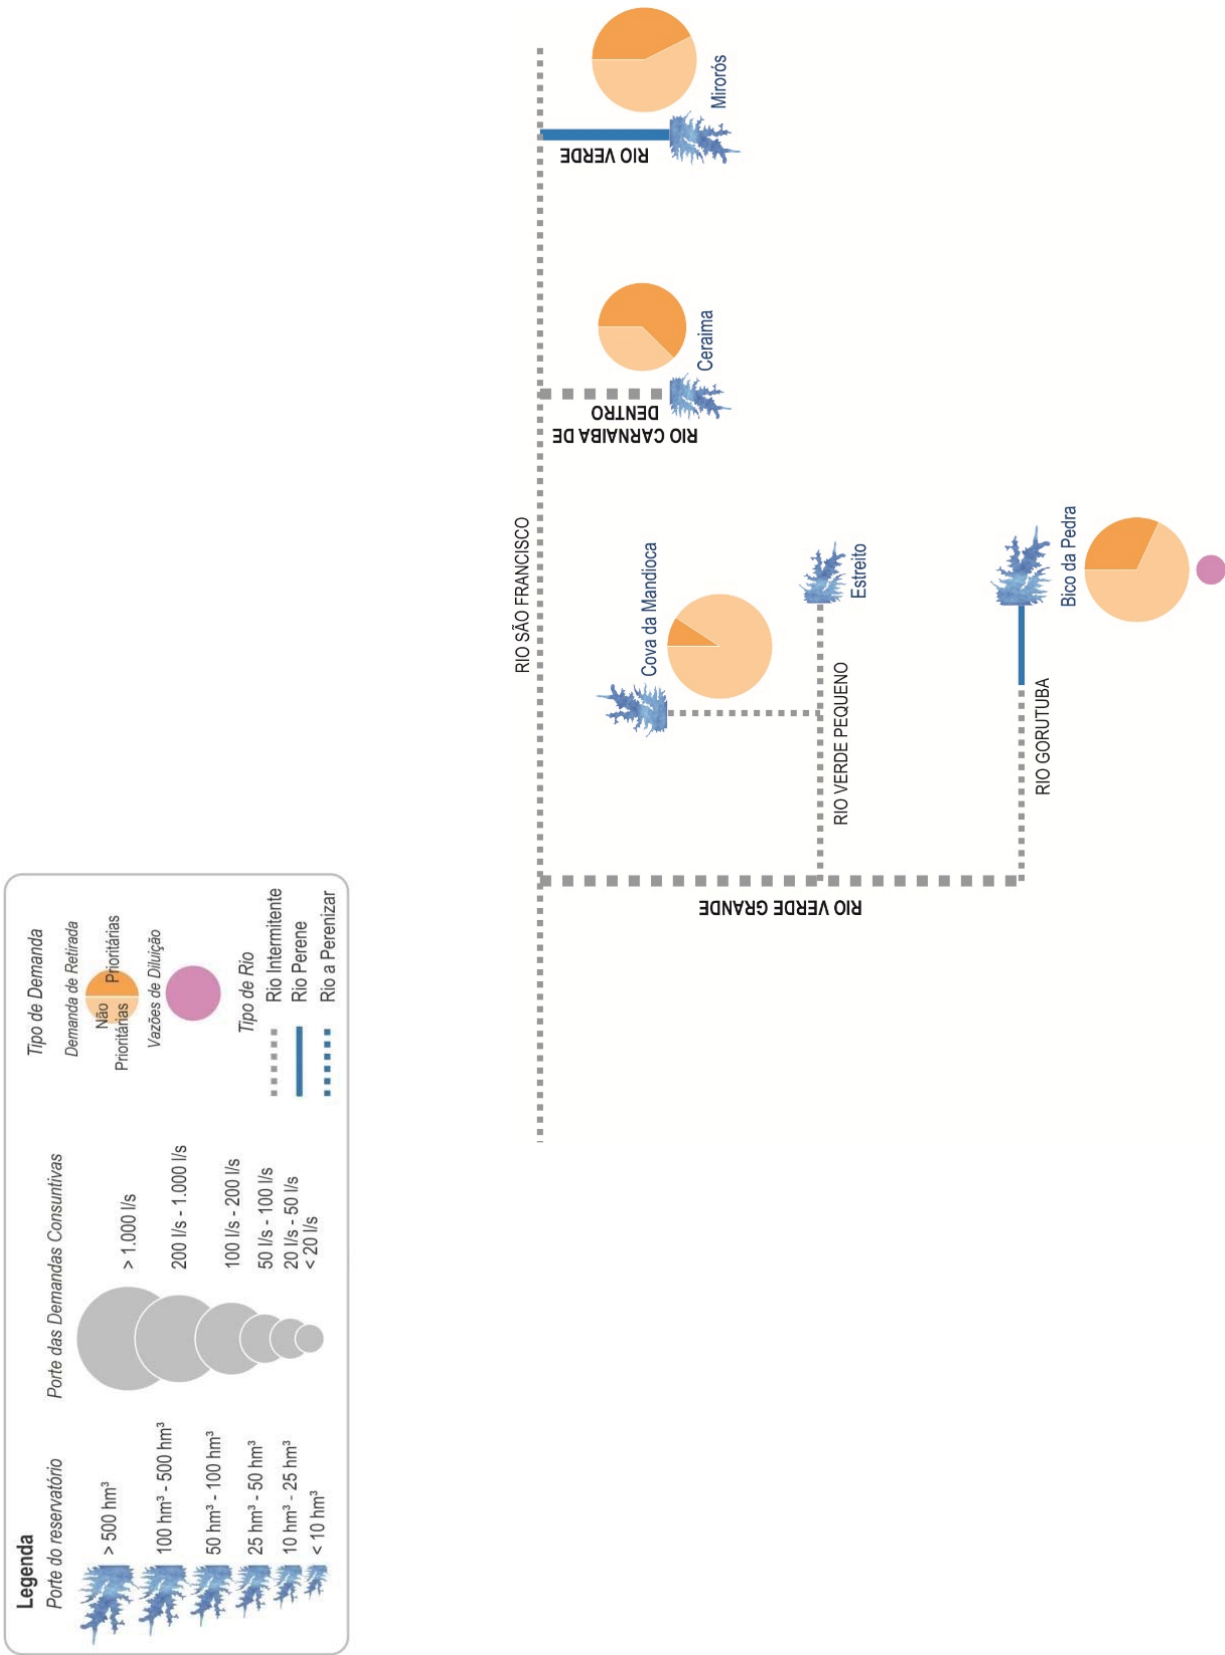 Legenda
Porte do reservatório
> 500 hm³
100 hm³ - 500 hm³
50 hm³ - 100 hm³
25 hm³ - 50 hm³
10 hm³ - 25 hm³
< 10 hm³
Porte das Demandas Consuntivas
> 1.000 l/s
200 l/s - 1.000 l/s
100 l/s - 200 l/s
50 l/s - 100 l/s
20 l/s - 50 l/s
< 20 l/s
Tipo de Demanda
Demanda de Retirada
Não
Prioritárias
Prioritárias
Vazões de Diluição
Tipo de Rio
Rio Intermitente
Rio Perene
Rio a Perenizar
RIO SÃO FRANCISCO
RIO VERDE GRANDE
Cova da Mandioca
RIO VERDE PEQUENO
Estreito
RIO GORUTUBA
Bico da Pedra
RIO CARNAIBA DE
DENTRO
Ceraima
RIO VERDE
Mirorós